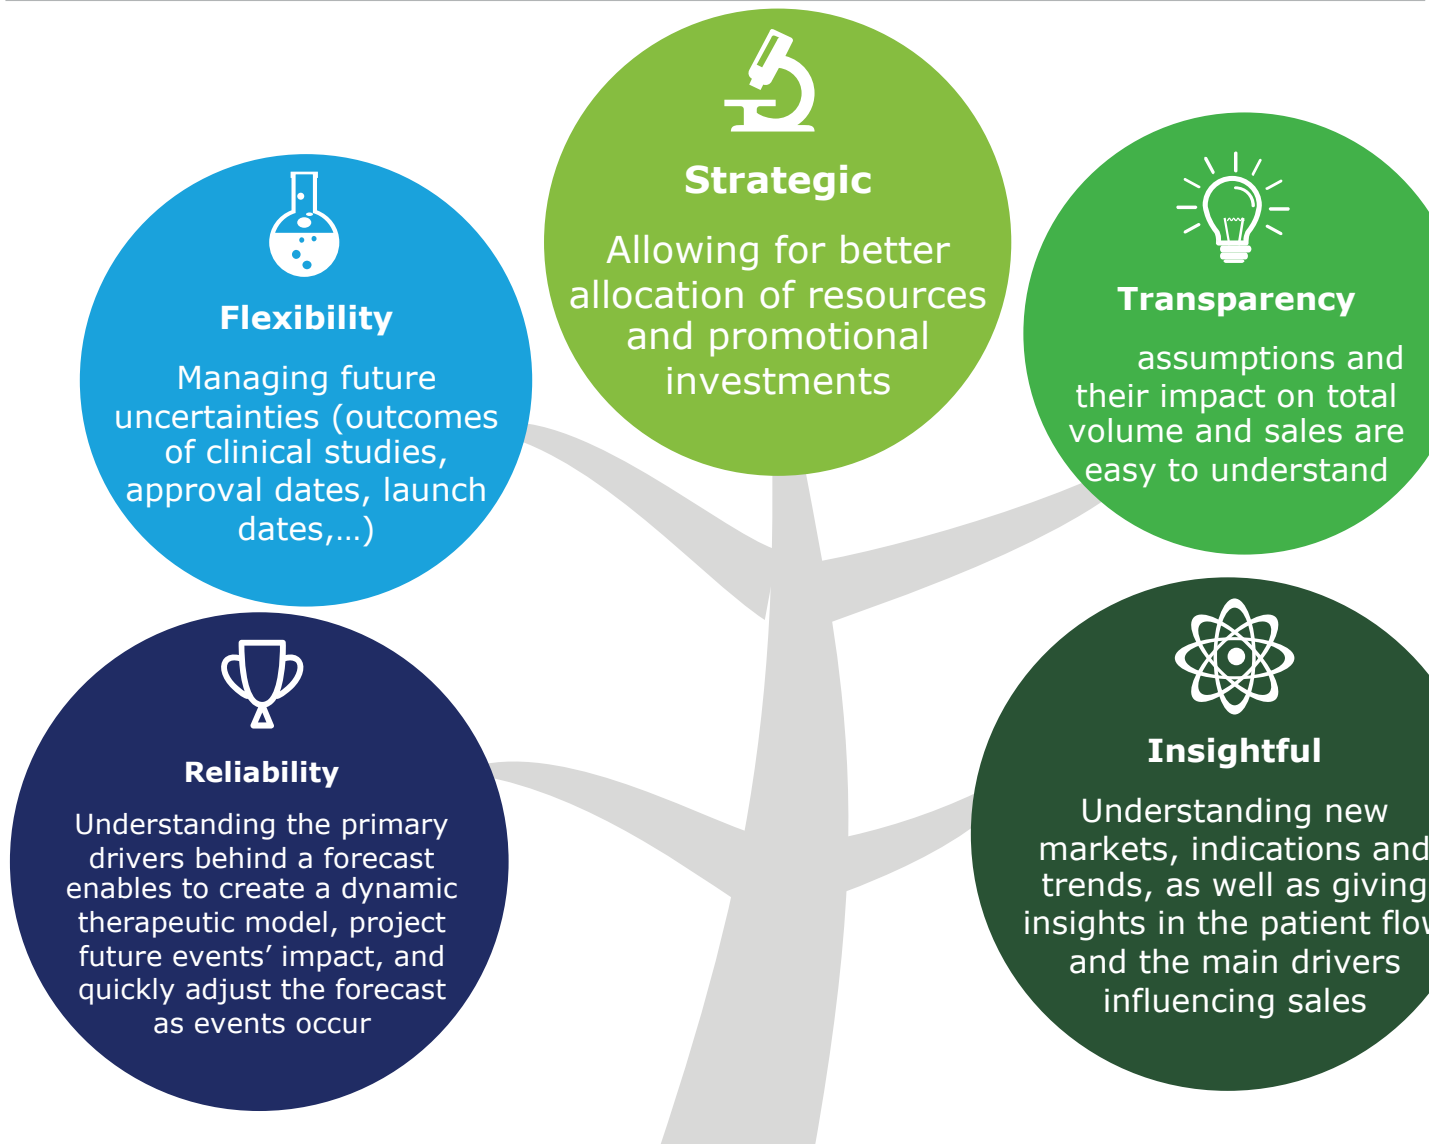 Strategic
Allowing for better
allocation of resources
and promotional
investments
Flexibility
Managing future
uncertainties (outcomes
of clinical studies,
approval dates, launch
dates,…)
Transparency
assumptions and
their impact on total
volume and sales are
easy to understand
Reliability
Understanding the primary
drivers behind a forecast
enables to create a dynamic
therapeutic model, project
future events’ impact, and
quickly adjust the forecast
as events occur
Insightful
Understanding new
markets, indications and
trends, as well as giving
insights in the patient flow
and the main drivers
influencing sales